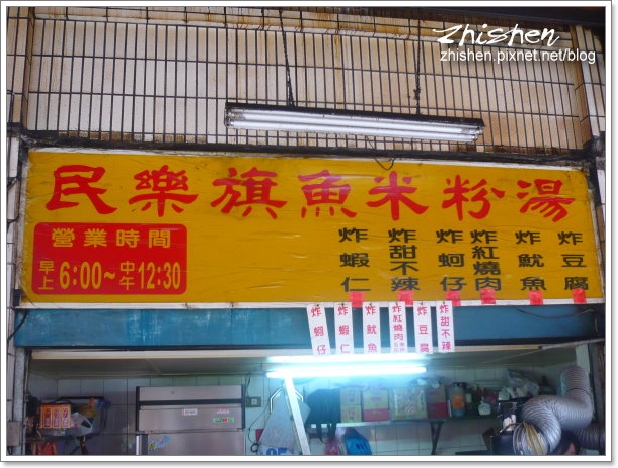 Zhishen
zhishen.pixnet.net/blog
民樂旗魚米粉湯
營業時間
早上6:00~中午12:30
炸蝦仁
炸甜不辣
炸蚵仔
炸紅燒肉
炸魷魚
炸豆腐
炸蚵仔
炸蝦仁
炸魷魚
炸紅燒肉
炸豆腐
炸甜不辣